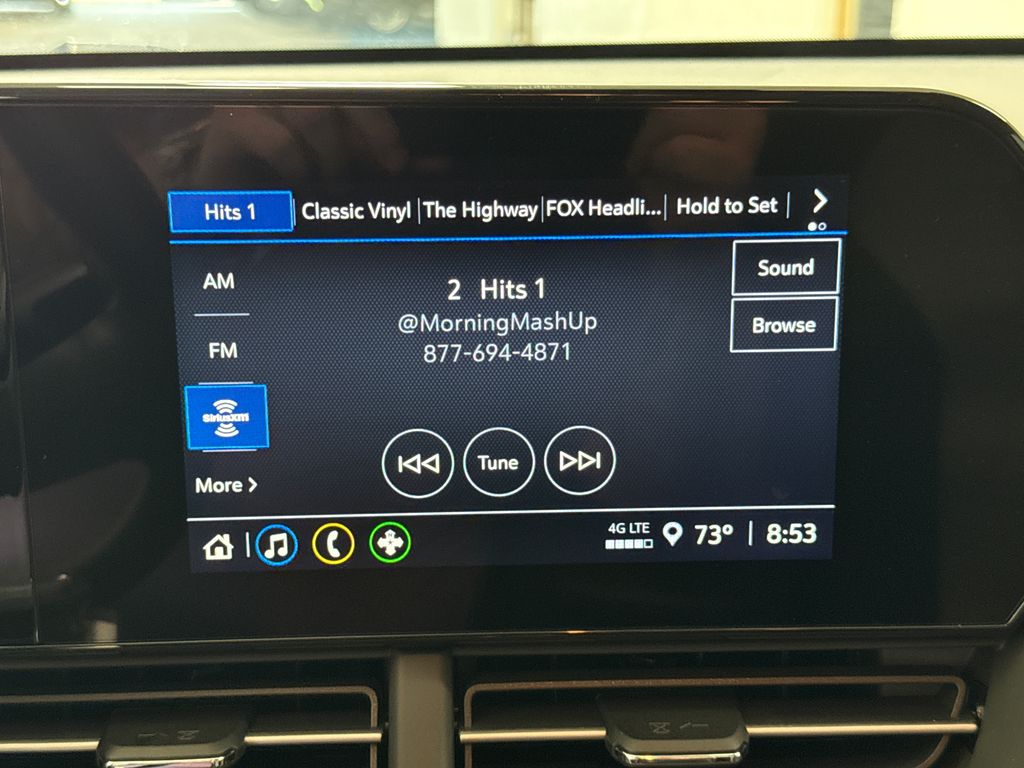 Hits 1
Classic Vinyl
The Highway
FOX Headli...
Hold to Set
AM
2 Hits 1
Sound
@MorningMashUp
Browse
FM
877-694-4871
SiriusXM
Tune
More
4G LTE
73°
8:53